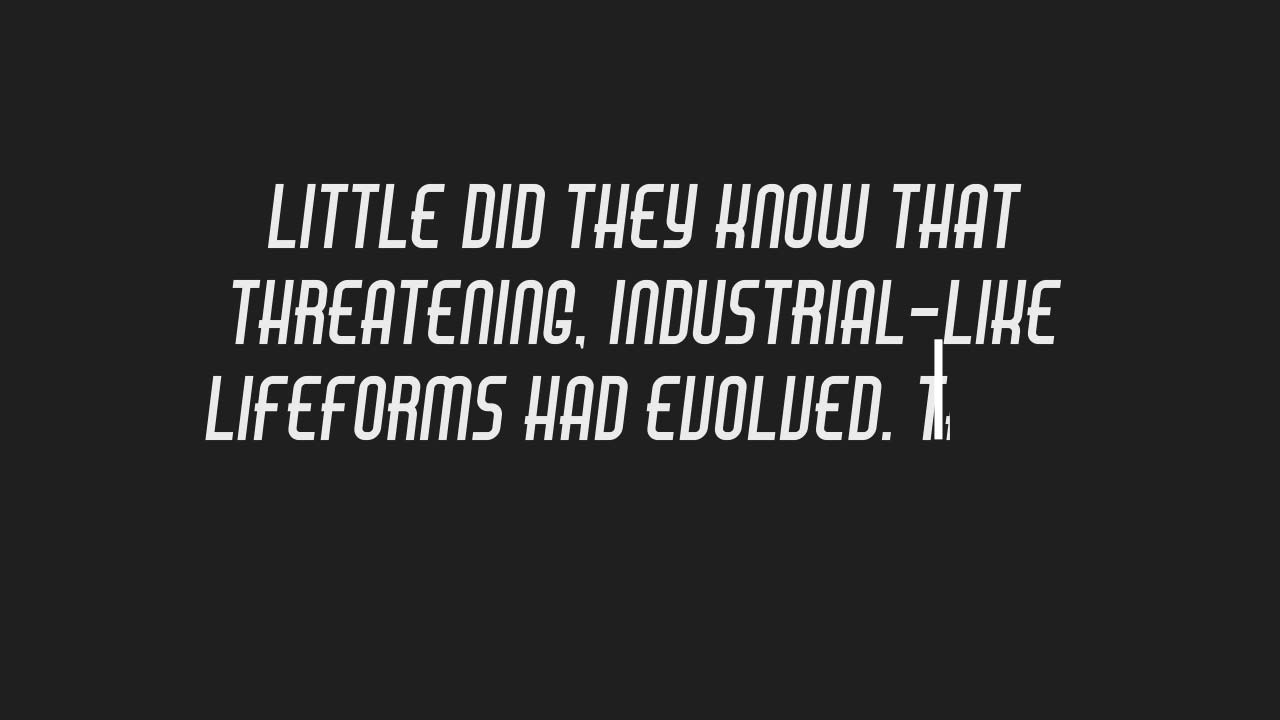 LITTLE DID THEY KNOW THAT
THREATENING, INDUSTRIAL-LIKE
LIFEFORMS HAD EVOLVED.